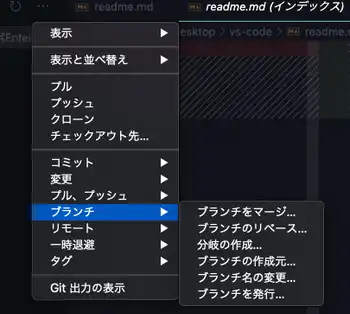 readme.md
readme.md (インデックス)
esktop › vs-code › readme.md
表示
表示と並べ替え
プル
プッシュ
クローン
チェックアウト先...
コミット
変更
プル、プッシュ
ブランチ
リモート
一時退避
タグ
Git 出力の表示
ブランチをマージ...
ブランチのリベース...
分岐の作成...
ブランチの作成元...
ブランチ名の変更...
ブランチを発行...